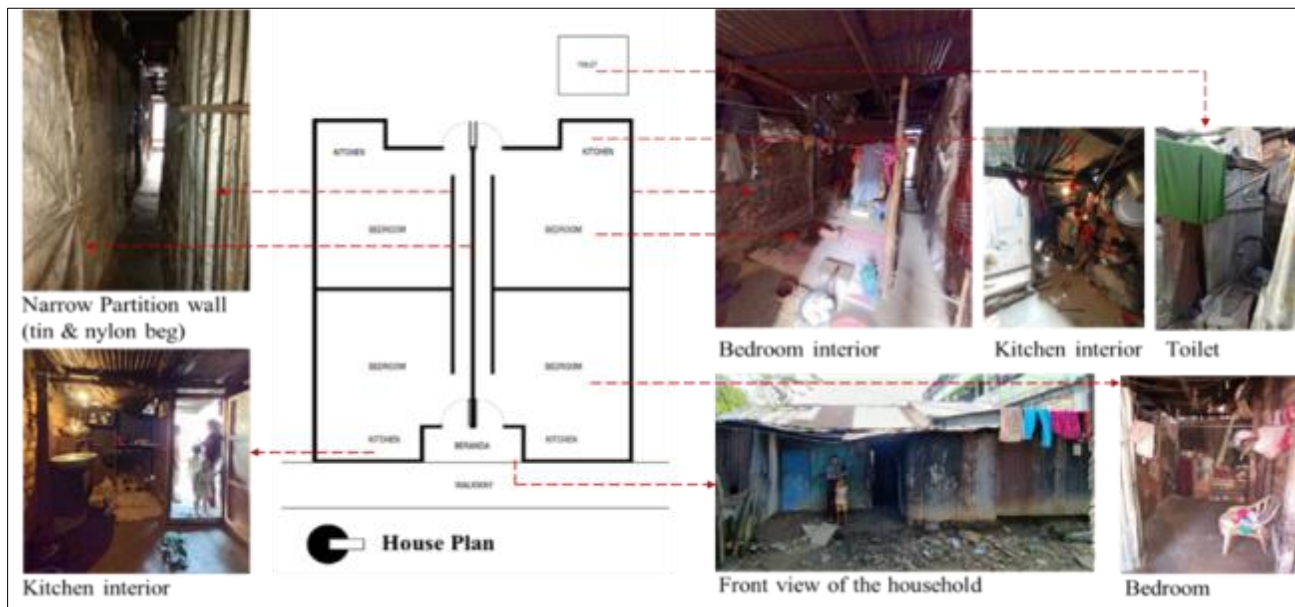 TOILET
KITCHEN
KITCHEN
BEDROOM
BEDROOM
BEDROOM
BEDROOM
KITCHEN
BERANDA
KITCHEN
WALKWAY
House Plan
Narrow Partition wall
(tin & nylon beg)
Kitchen interior
Bedroom interior
Kitchen interior
Toilet
Front view of the household
Bedroom